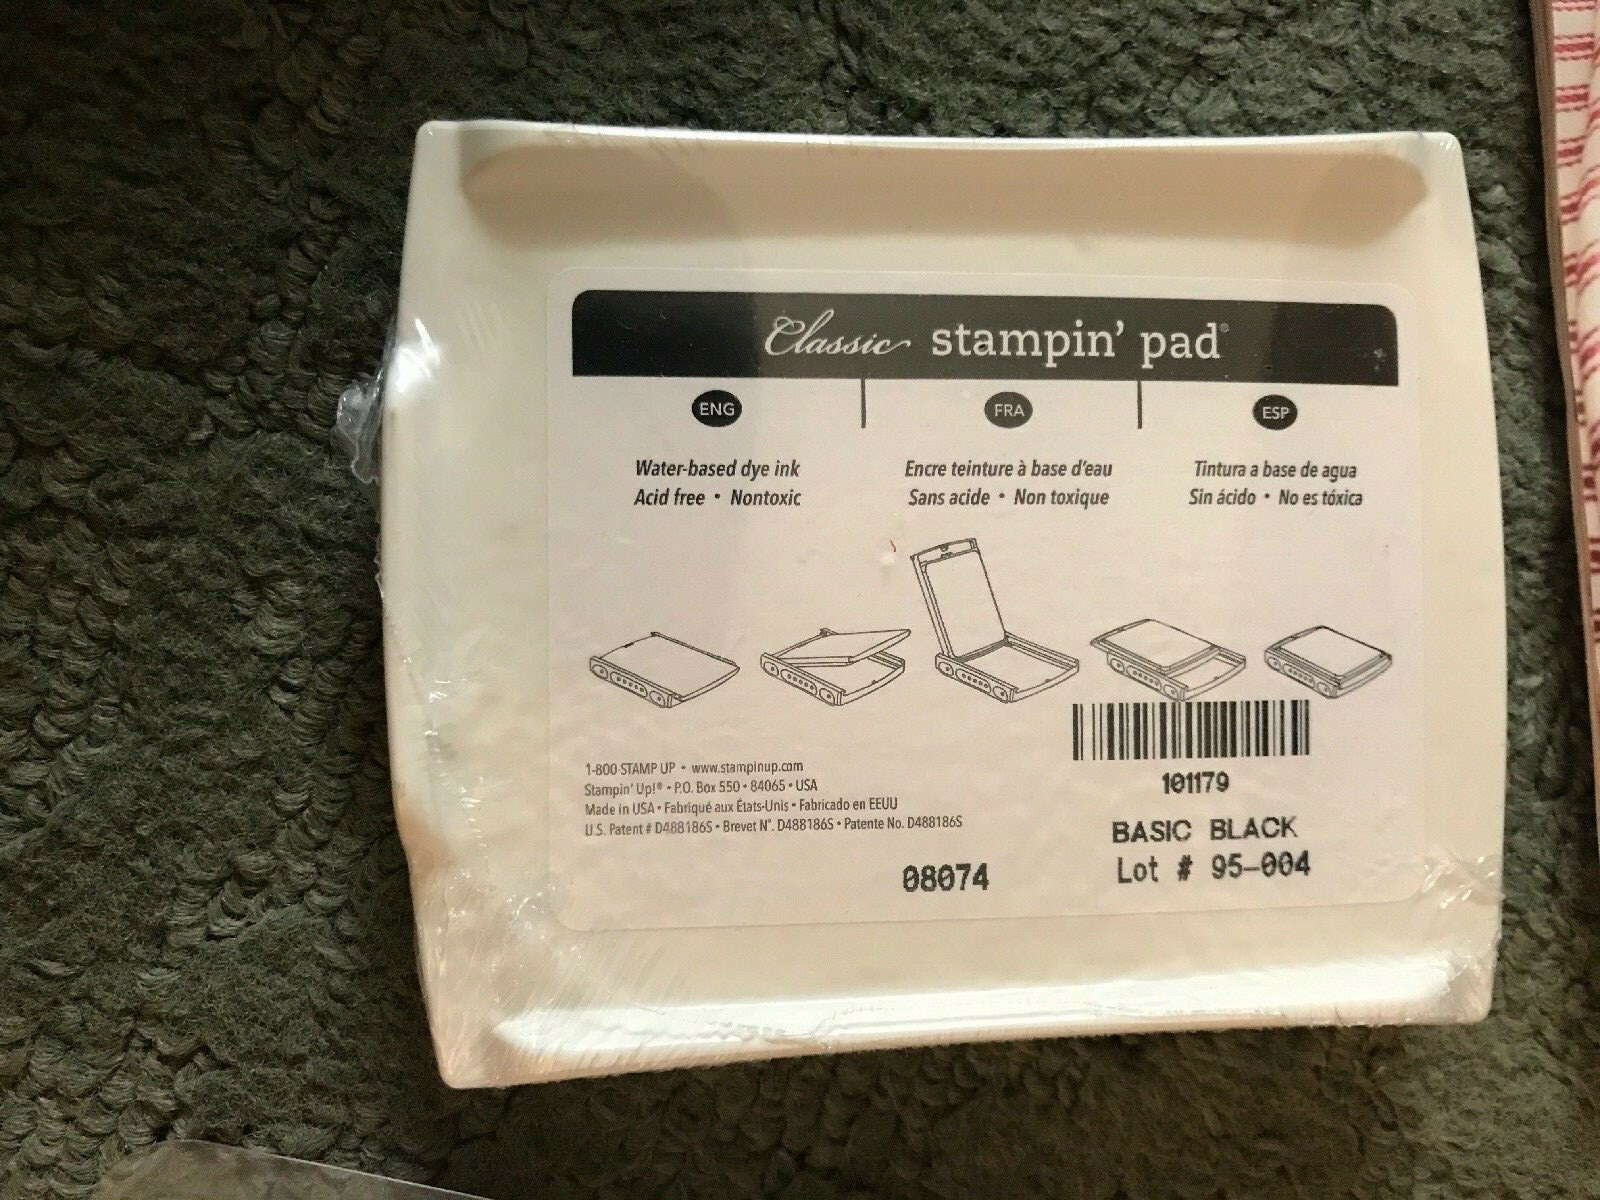 Classic stampin' pad®
ENG
FRA
ESP
Water-based dye ink
Acid free • Nontoxic
Encre teinture à base d'eau
Sans acide • Non toxique
Tintura a base de agua
Sin ácido • No es tóxica
1-800 STAMP UP • www.stampinup.com
Stampin' Up!® • P.O. Box 550 • 84065 • USA
Made in USA • Fabriqué aux États-Unis • Fabricado en EEUU
U.S. Patent # D488186S • Brevet N°. D488186S • Patente No. D488186S
08074
101179
BASIC BLACK
Lot # 95-004